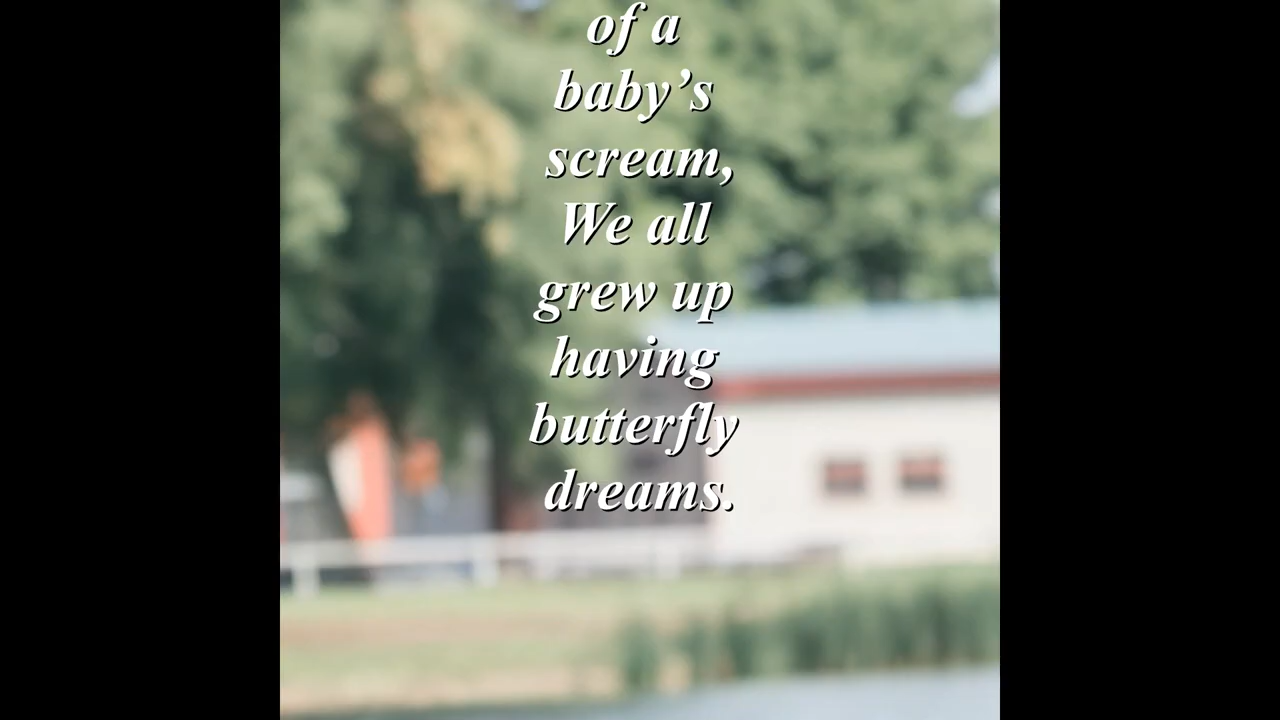 of a
baby’s
scream,
We all
grew up
having
butterfly
dreams.